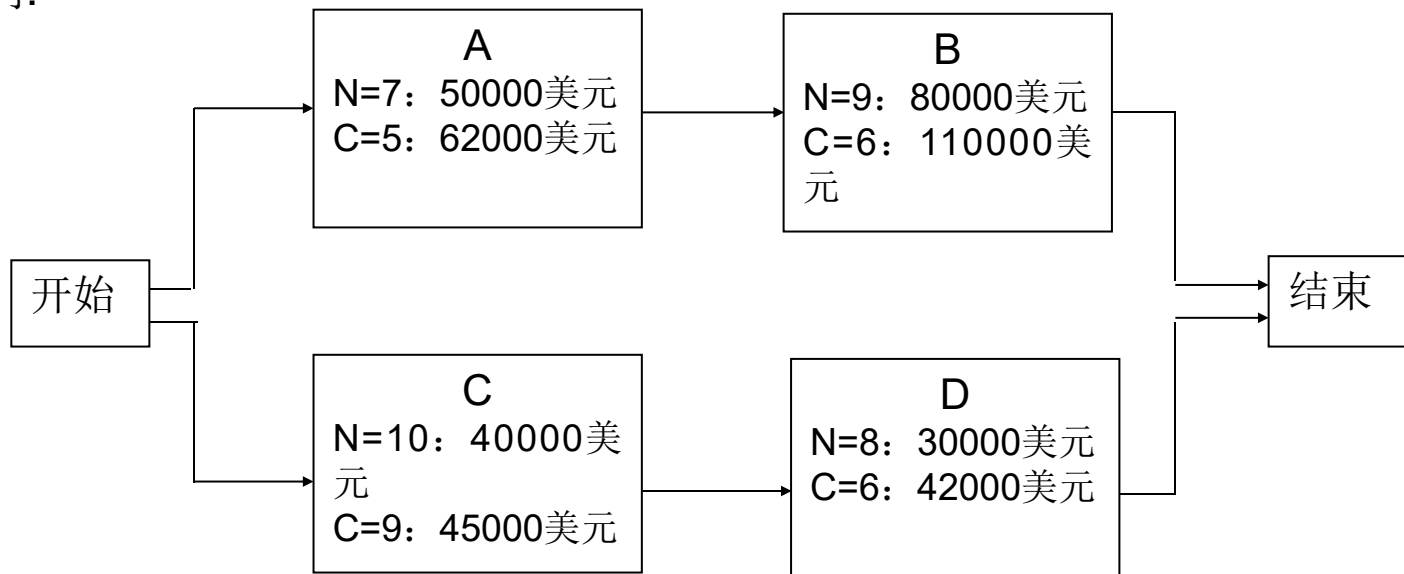 A
N=7：50000美元
C=5：62000美元
B
N=9：80000美元
C=6：110000美
元
开始
结束
C
N=10：40000美
元
C=9：45000美元
D
N=8：30000美元
C=6：42000美元